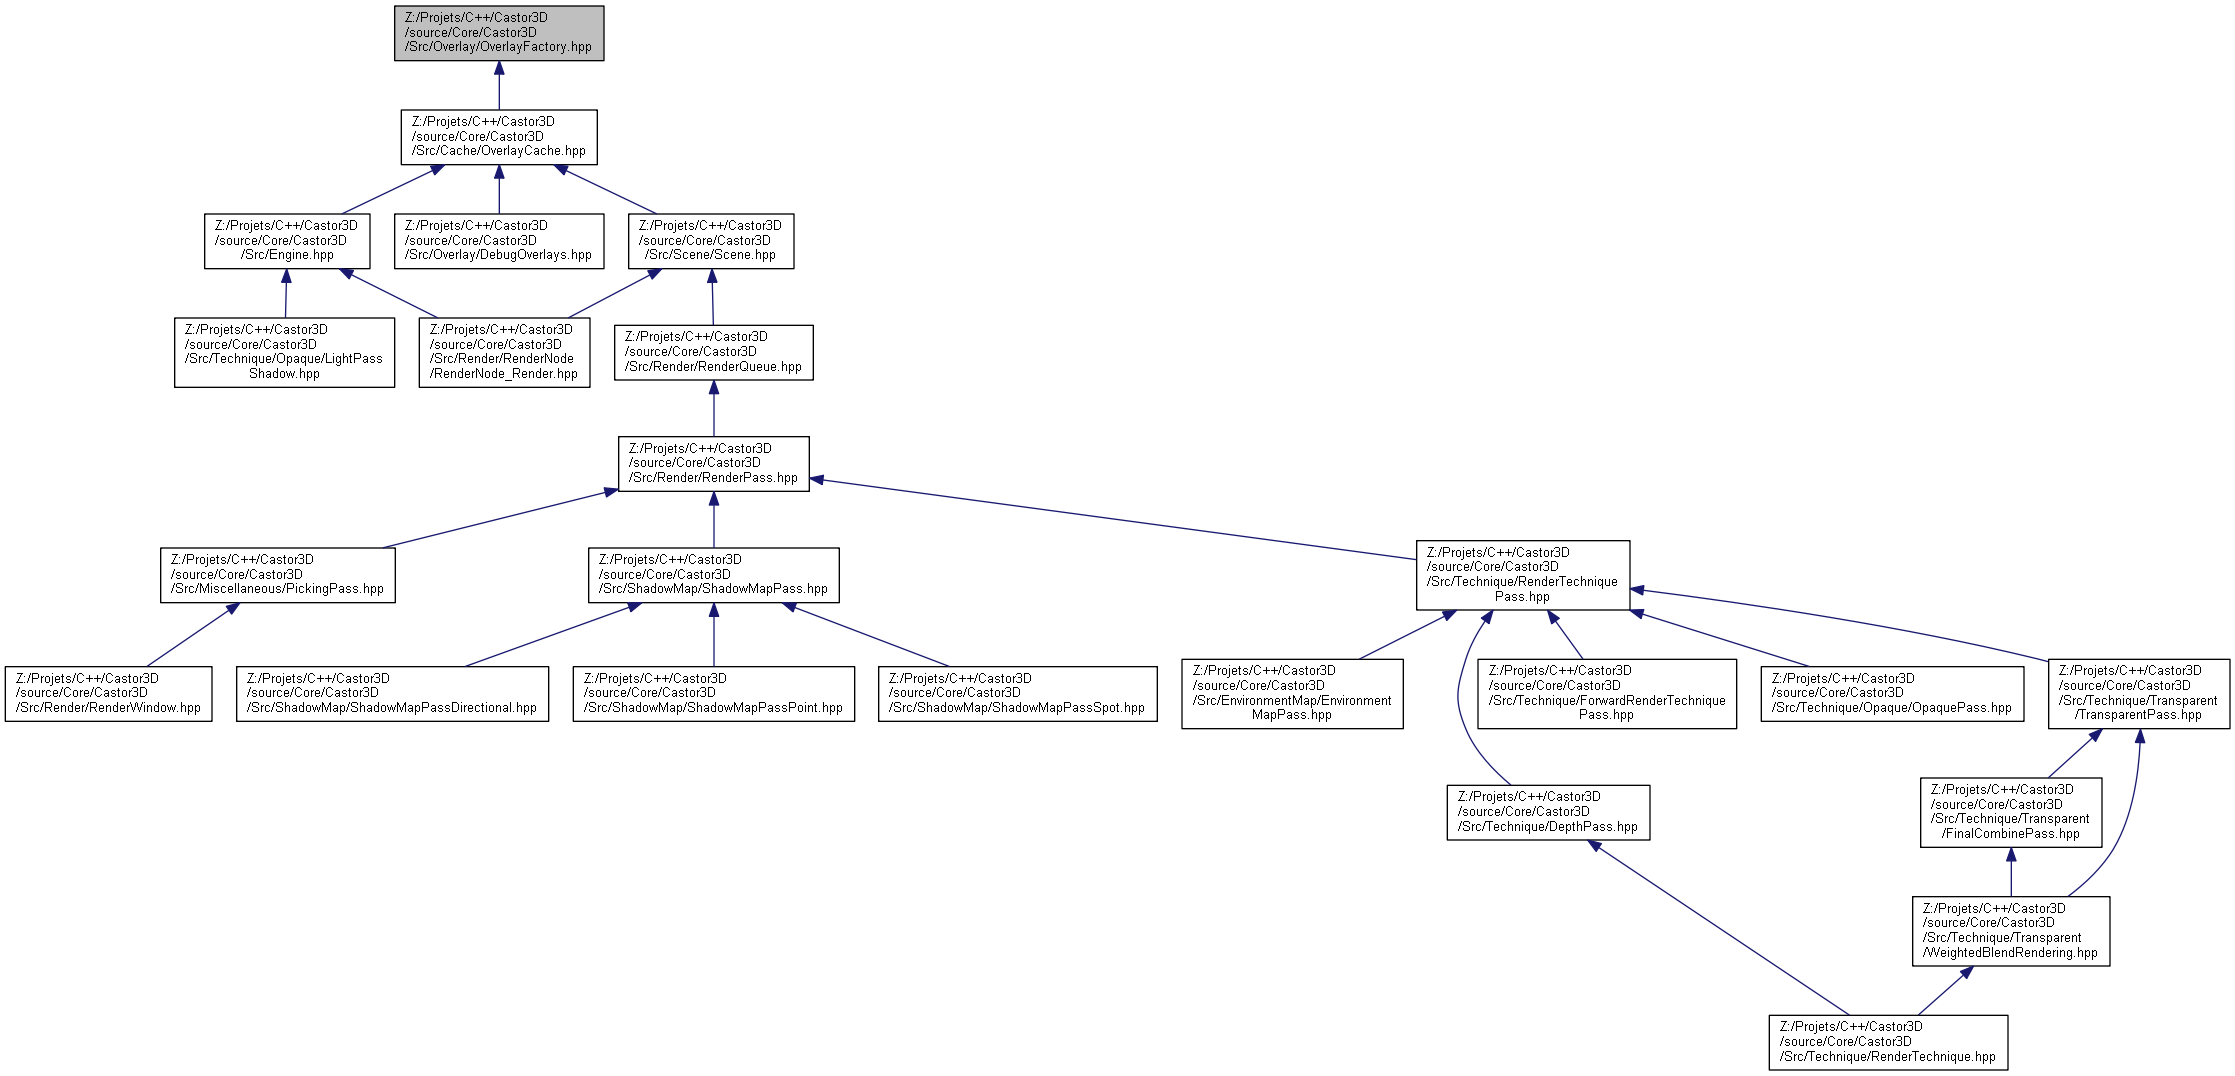 Z:/Projets/C++/Castor3D
/source/Core/Castor3D
/Src/Overlay/OverlayFactory.hpp
Z:/Projets/C++/Castor3D
/source/Core/Castor3D
/Src/Cache/OverlayCache.hpp
Z:/Projets/C++/Castor3D
/source/Core/Castor3D
/Src/Engine.hpp
Z:/Projets/C++/Castor3D
/source/Core/Castor3D
/Src/Overlay/DebugOverlays.hpp
Z:/Projets/C++/Castor3D
/source/Core/Castor3D
/Src/Scene/Scene.hpp
Z:/Projets/C++/Castor3D
/source/Core/Castor3D
/Src/Technique/Opaque/LightPass
Shadow.hpp
Z:/Projets/C++/Castor3D
/source/Core/Castor3D
/Src/Render/RenderNode
/RenderNode_Render.hpp
Z:/Projets/C++/Castor3D
/source/Core/Castor3D
/Src/Render/RenderQueue.hpp
Z:/Projets/C++/Castor3D
/source/Core/Castor3D
/Src/Render/RenderPass.hpp
Z:/Projets/C++/Castor3D
/source/Core/Castor3D
/Src/Miscellaneous/PickingPass.hpp
Z:/Projets/C++/Castor3D
/source/Core/Castor3D
/Src/ShadowMap/ShadowMapPass.hpp
Z:/Projets/C++/Castor3D
/source/Core/Castor3D
/Src/Technique/RenderTechnique
Pass.hpp
Z:/Projets/C++/Castor3D
/source/Core/Castor3D
/Src/Render/RenderWindow.hpp
Z:/Projets/C++/Castor3D
/source/Core/Castor3D
/Src/ShadowMap/ShadowMapPassDirectional.hpp
Z:/Projets/C++/Castor3D
/source/Core/Castor3D
/Src/ShadowMap/ShadowMapPassPoint.hpp
Z:/Projets/C++/Castor3D
/source/Core/Castor3D
/Src/ShadowMap/ShadowMapPassSpot.hpp
Z:/Projets/C++/Castor3D
/source/Core/Castor3D
/Src/EnvironmentMap/Environment
MapPass.hpp
Z:/Projets/C++/Castor3D
/source/Core/Castor3D
/Src/Technique/ForwardRenderTechnique
Pass.hpp
Z:/Projets/C++/Castor3D
/source/Core/Castor3D
/Src/Technique/Opaque/OpaquePass.hpp
Z:/Projets/C++/Castor3D
/source/Core/Castor3D
/Src/Technique/Transparent
/TransparentPass.hpp
Z:/Projets/C++/Castor3D
/source/Core/Castor3D
/Src/Technique/DepthPass.hpp
Z:/Projets/C++/Castor3D
/source/Core/Castor3D
/Src/Technique/Transparent
/FinalCombinePass.hpp
Z:/Projets/C++/Castor3D
/source/Core/Castor3D
/Src/Technique/Transparent
/WeightedBlendRendering.hpp
Z:/Projets/C++/Castor3D
/source/Core/Castor3D
/Src/Technique/RenderTechnique.hpp